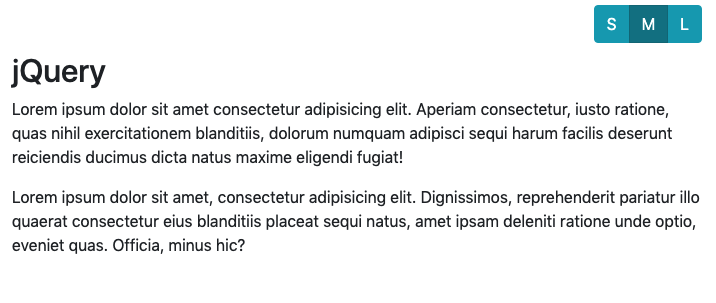 S M L
jQuery
Lorem ipsum dolor sit amet consectetur adipisicing elit. Aperiam consectetur, iusto ratione,
quas nihil exercitationem blanditiis, dolorum numquam adipisci sequi harum facilis deserunt
reiciendis ducimus dicta natus maxime eligendi fugiat!
Lorem ipsum dolor sit amet, consectetur adipisicing elit. Dignissimos, reprehenderit pariatur illo
quaerat consectetur eius blanditiis placeat sequi natus, amet ipsam deleniti ratione unde optio,
eveniet quas. Officia, minus hic?